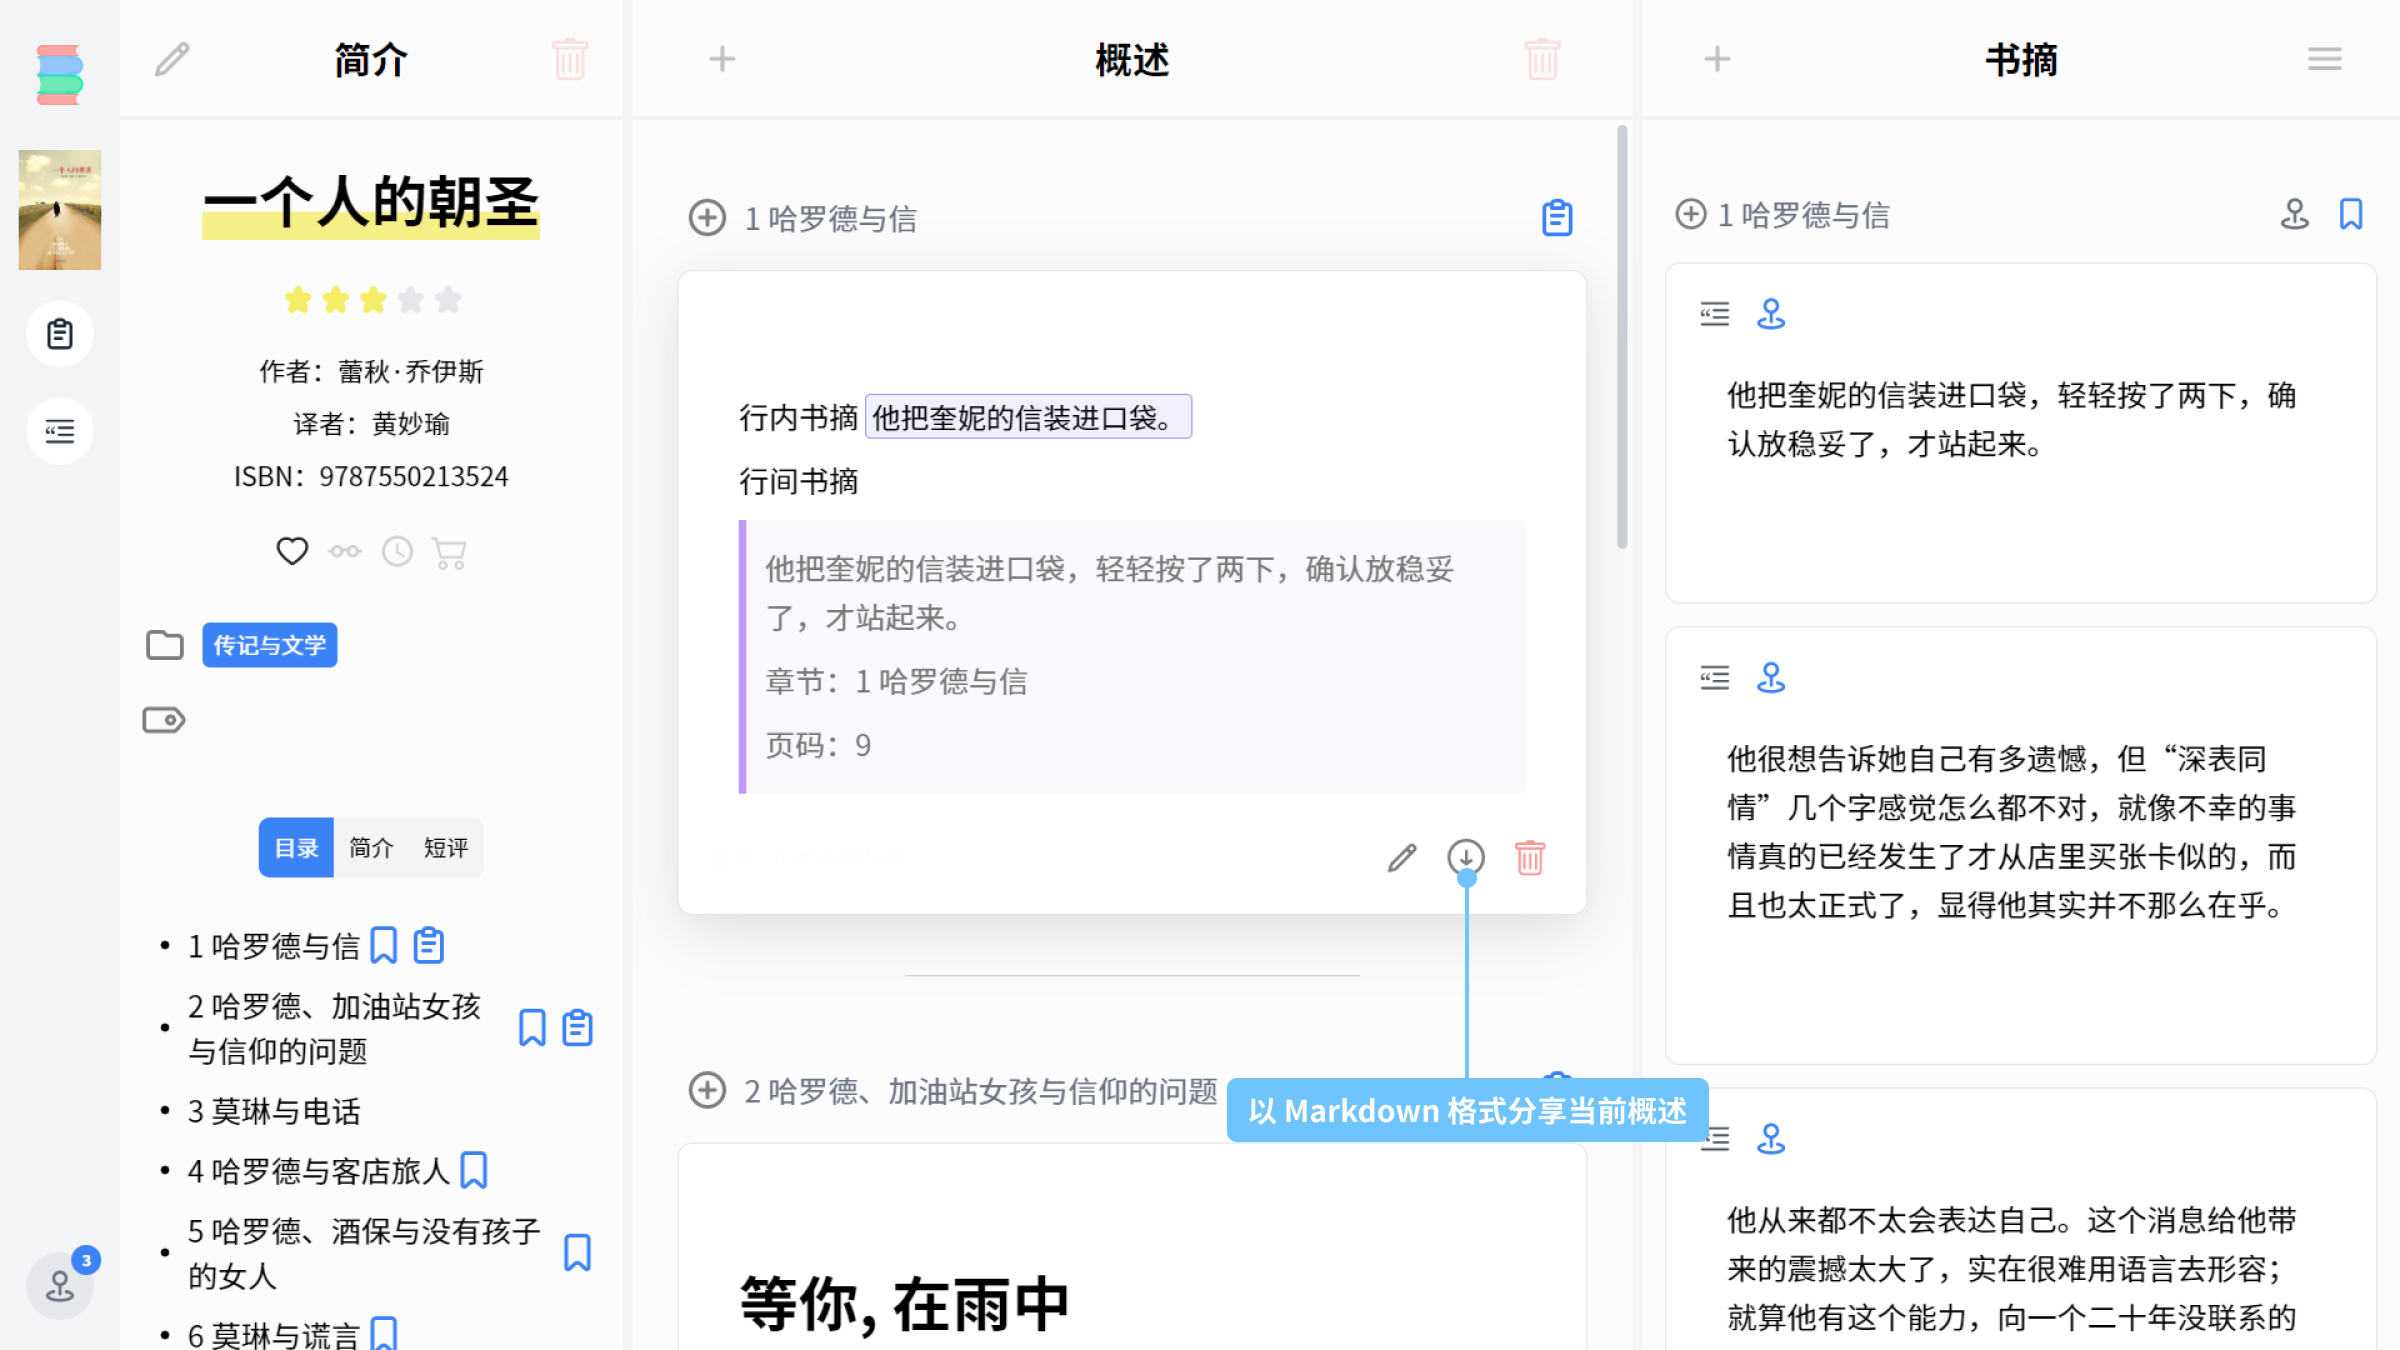 简介
概述
书摘
一个人的朝圣
一个人的朝圣
作者：蕾秋·乔伊斯
译者：黄妙瑜
ISBN：9787550213524
传记与文学
目录
简介
短评
1 哈罗德与信
2 哈罗德、加油站女孩
与信仰的问题
3 莫琳与电话
4 哈罗德与客店旅人
5 哈罗德、酒保与没有孩子
的女人
6 莫琳与谎言
3
1 哈罗德与信
行内书摘 他把奎妮的信装进口袋。
行间书摘
他把奎妮的信装进口袋，轻轻按了两下，确认放稳妥
了，才站起来。
章节：1 哈罗德与信
页码：9
2 哈罗德、加油站女孩与信仰的问题
以 Markdown 格式分享当前概述
等你, 在雨中
1 哈罗德与信
他把奎妮的信装进口袋，轻轻按了两下，确
认放稳妥了，才站起来。
他很想告诉她自己有多遗憾，但“深表同
情”几个字感觉怎么都不对，就像不幸的事
情真的已经发生了才从店里买张卡似的，而
且也太正式了，显得他其实并不那么在乎。
他从来都不太会表达自己。这个消息给他带
来的震撼太大了，实在很难用语言去形容；
就算他有这个能力，向一个二十年没联系的